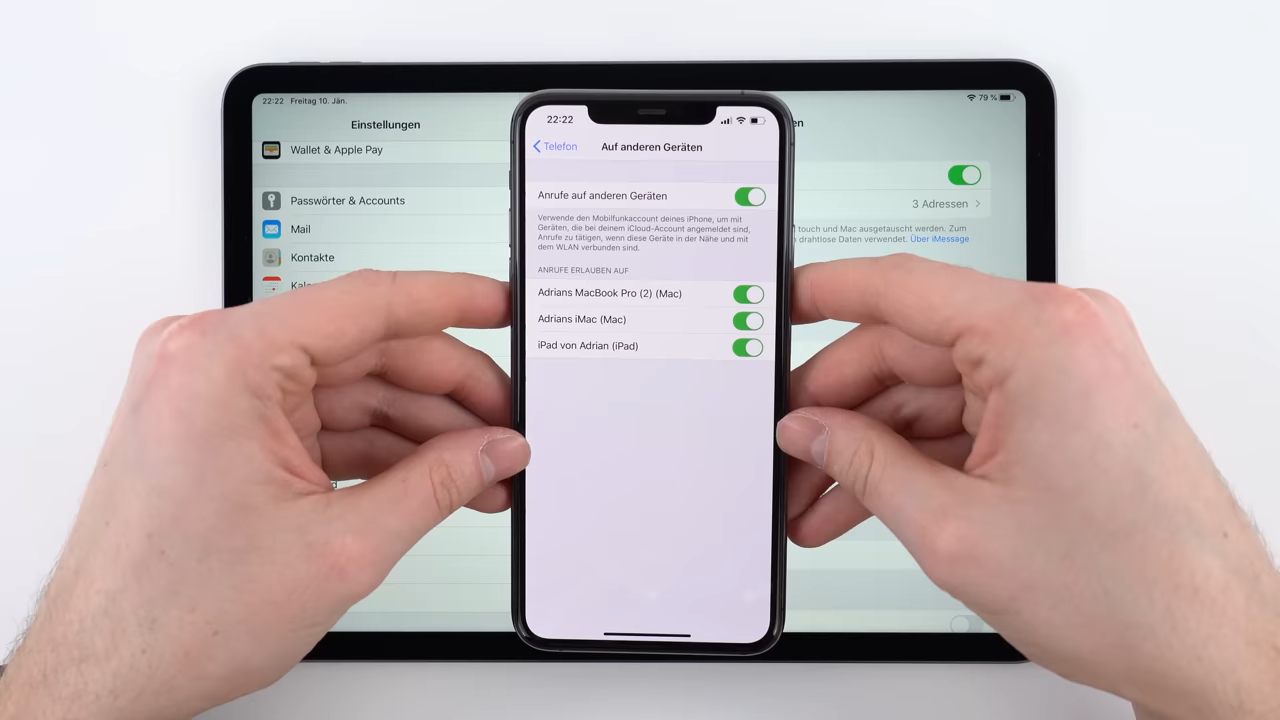 22:22 Freitag 10. Jän.
79 %
Einstellungen
Wallet & Apple Pay
Passwörter & Accounts
Mail
Kontakte
22:22
Telefon
Auf anderen Geräten
Anrufe auf anderen Geräten
Verwende den Mobilfunkaccount deines iPhone, um mit
Geräten, die bei deinem iCloud-Account angemeldet sind,
Anrufe zu tätigen, wenn diese Geräte in der Nähe und mit
dem WLAN verbunden sind.
ANRUFE ERLAUBEN AUF
Adrians MacBook Pro (2) (Mac)
Adrians iMac (Mac)
iPad von Adrian (iPad)
en
3 Adressen
touch und Mac ausgetauscht werden. Zum
drahtlose Daten verwendet. Über iMessage